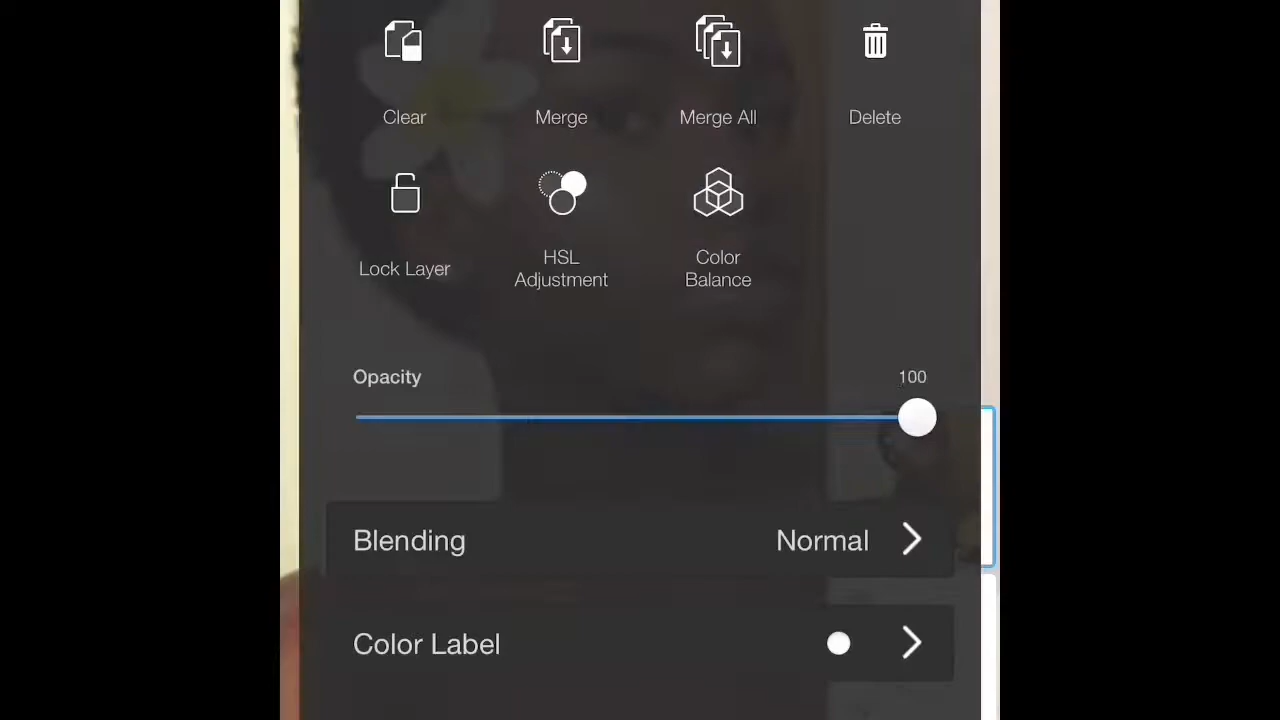 Clear
Merge
Merge All
Delete
Lock Layer
HSL
Adjustment
Color
Balance
Opacity
100
Blending
Normal
Color Label